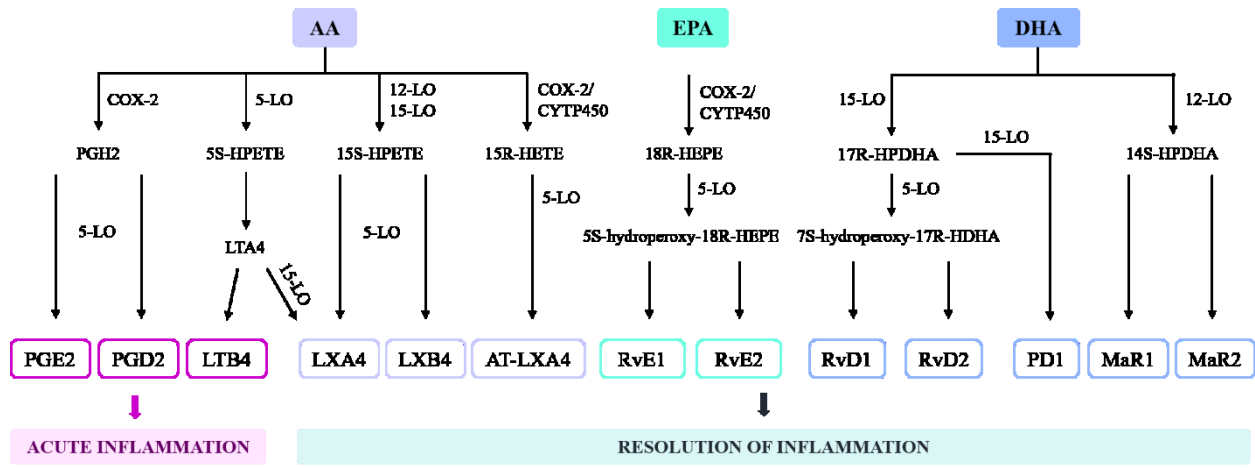 AA
EPA
DHA
COX-2
5-LO
12-LO
15-LO
COX-2/
CYTP450
COX-2/
CYTP450
15-LO
12-LO
PGH2
5S-HPETE
15S-HPETE
15R-HETE
18R-HEPE
17R-HPDHA
15-LO
14S-HPDHA
5-LO
5-LO
5-LO
5-LO
5-LO
LTA4
5S-hydroperoxy-18R-HEPE
7S-hydroperoxy-17R-HDHA
15-LO
PGE2
PGD2
LTB4
LXA4
LXB4
AT-LXA4
RvE1
RvE2
RvD1
RvD2
PD1
MaR1
MaR2
ACUTE INFLAMMATION
RESOLUTION OF INFLAMMATION